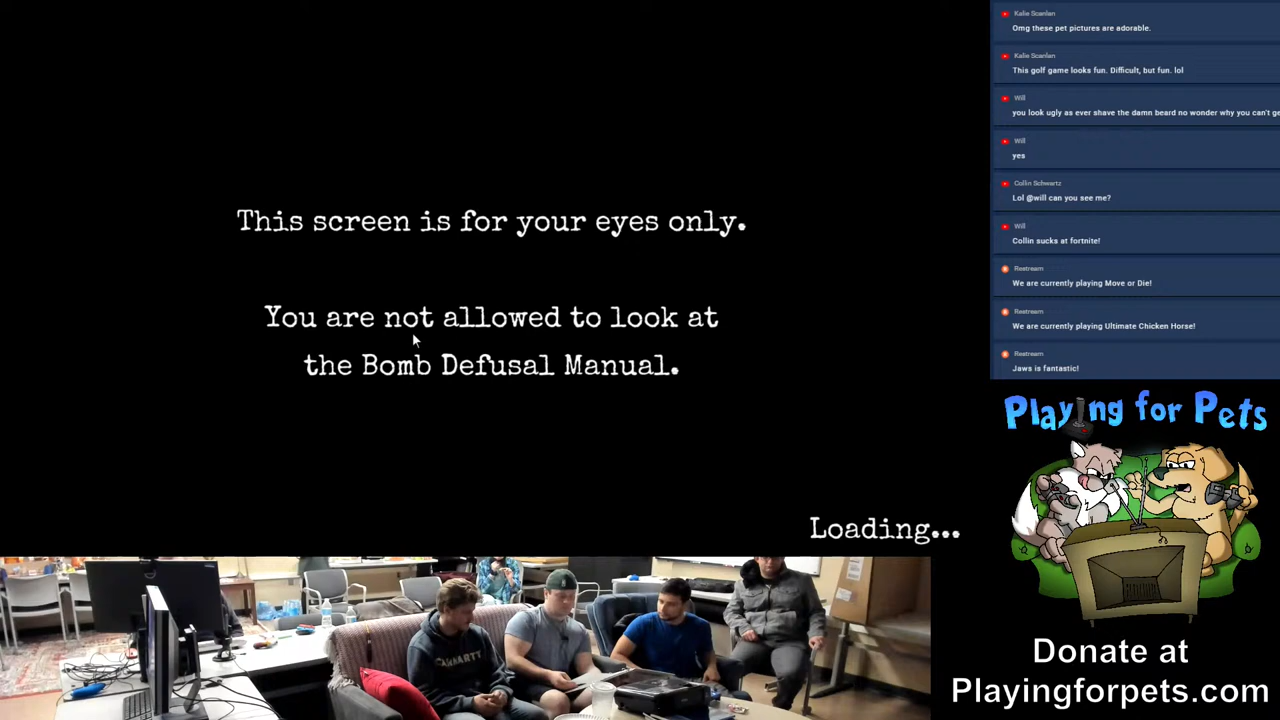 This screen is for your eyes only.
You are not allowed to look at
the Bomb Defusal Manual.
Loading...
Kalie Scanlan
Omg these pet pictures are adorable.
Kalie Scanlan
This golf game looks fun. Difficult, but fun. lol
Will
you look ugly as ever shave the damn beard no wonder why you can't ge
Will
yes
Collin Schwartz
Lol @will can you see me?
Will
Collin sucks at fortnite!
Restream
We are currently playing Move or Die!
Restream
We are currently playing Ultimate Chicken Horse!
Restream
Jaws is fantastic!
Playing for Pets
Donate at
Playingforpets.com
CARHARTT